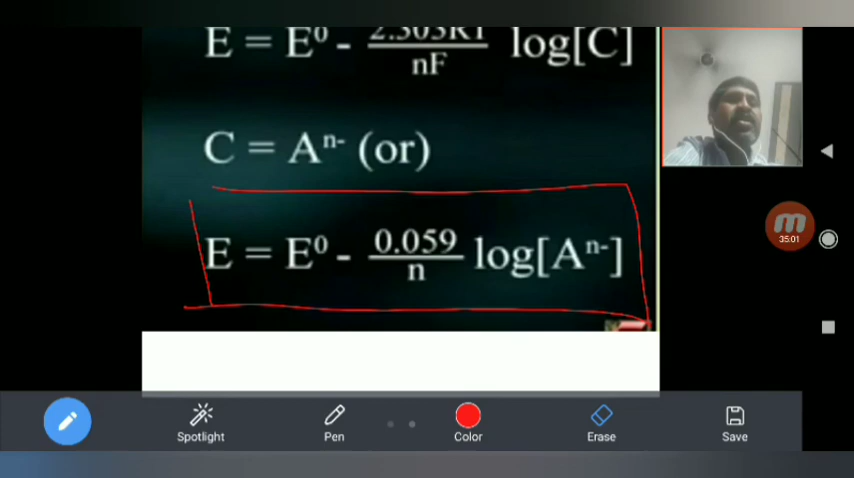 E = E⁰ - 2.303RT/nF log[C]
C = Aⁿ⁻ (or)
E = E⁰ - 0.059/n log[Aⁿ⁻]
35:01
Spotlight Pen Color Erase Save